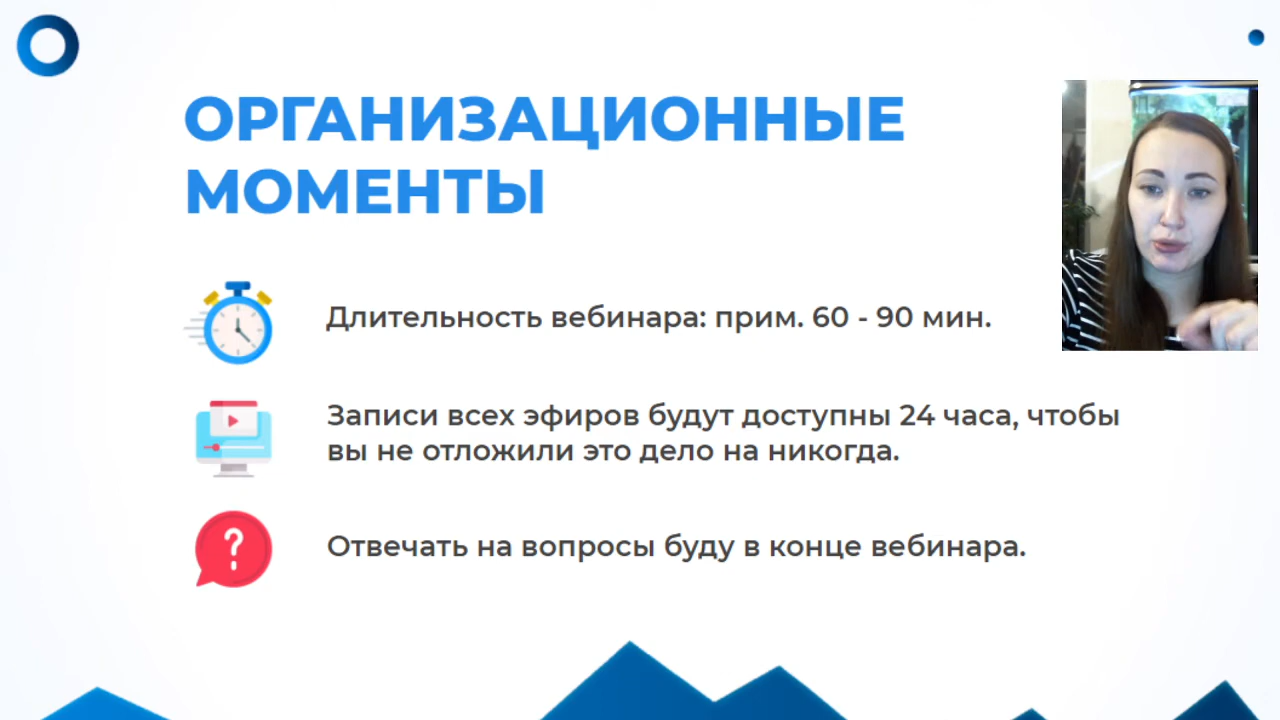 ОРГАНИЗАЦИОННЫЕ
МОМЕНТЫ
Длительность вебинара: прим. 60 - 90 мин.
Записи всех эфиров будут доступны 24 часа, чтобы
вы не отложили это дело на никогда.
Отвечать на вопросы буду в конце вебинара.